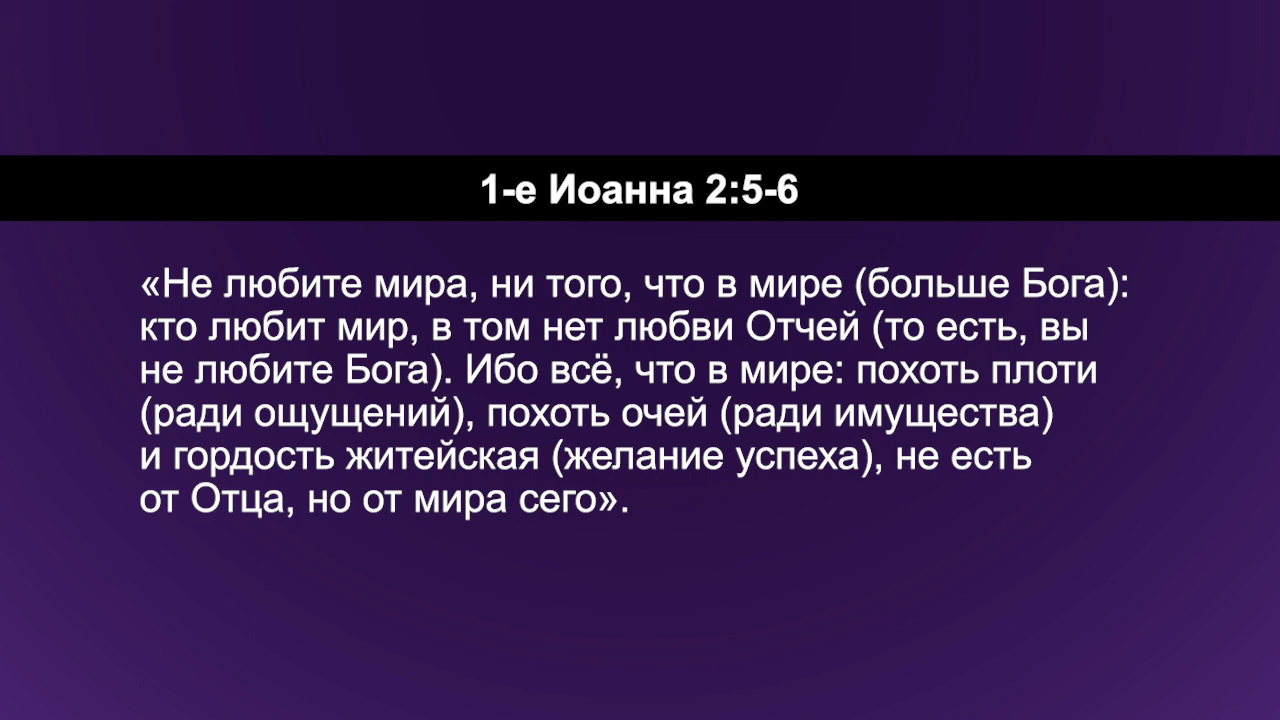 1-е Иоанна 2:5-6
«Не любите мира, ни того, что в мире (больше Бога):
кто любит мир, в том нет любви Отчей (то есть, вы
не любите Бога). Ибо всё, что в мире: похоть плоти
(ради ощущений), похоть очей (ради имущества)
и гордость житейская (желание успеха), не есть
от Отца, но от мира сего».